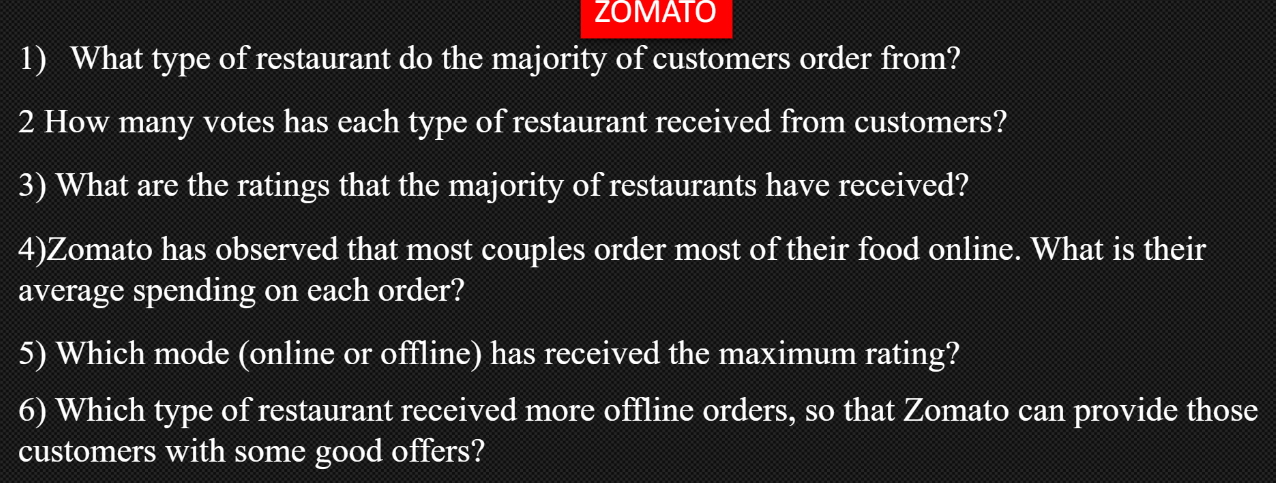 ZOMATO
1) What type of restaurant do the majority of customers order from?
2 How many votes has each type of restaurant received from customers?
3) What are the ratings that the majority of restaurants have received?
4)Zomato has observed that most couples order most of their food online. What is their
average spending on each order?
5) Which mode (online or offline) has received the maximum rating?
6) Which type of restaurant received more offline orders, so that Zomato can provide those
customers with some good offers?